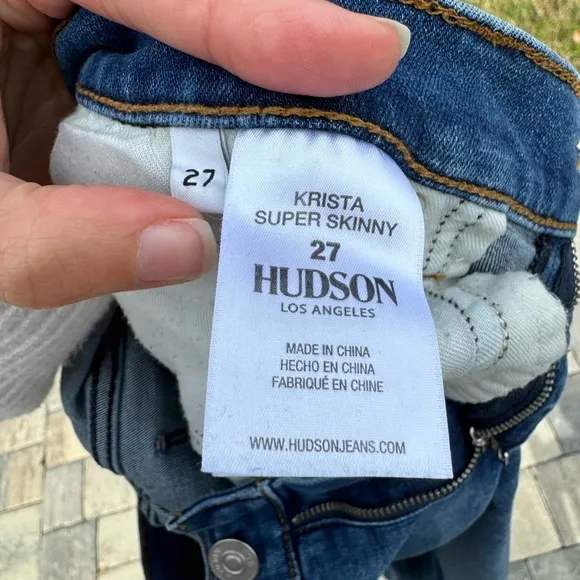 27
KRISTA
SUPER SKINNY
27
HUDSON
LOS ANGELES
MADE IN CHINA
HECHO EN CHINA
FABRIQUÉ EN CHINE
WWW.HUDSONJEANS.COM